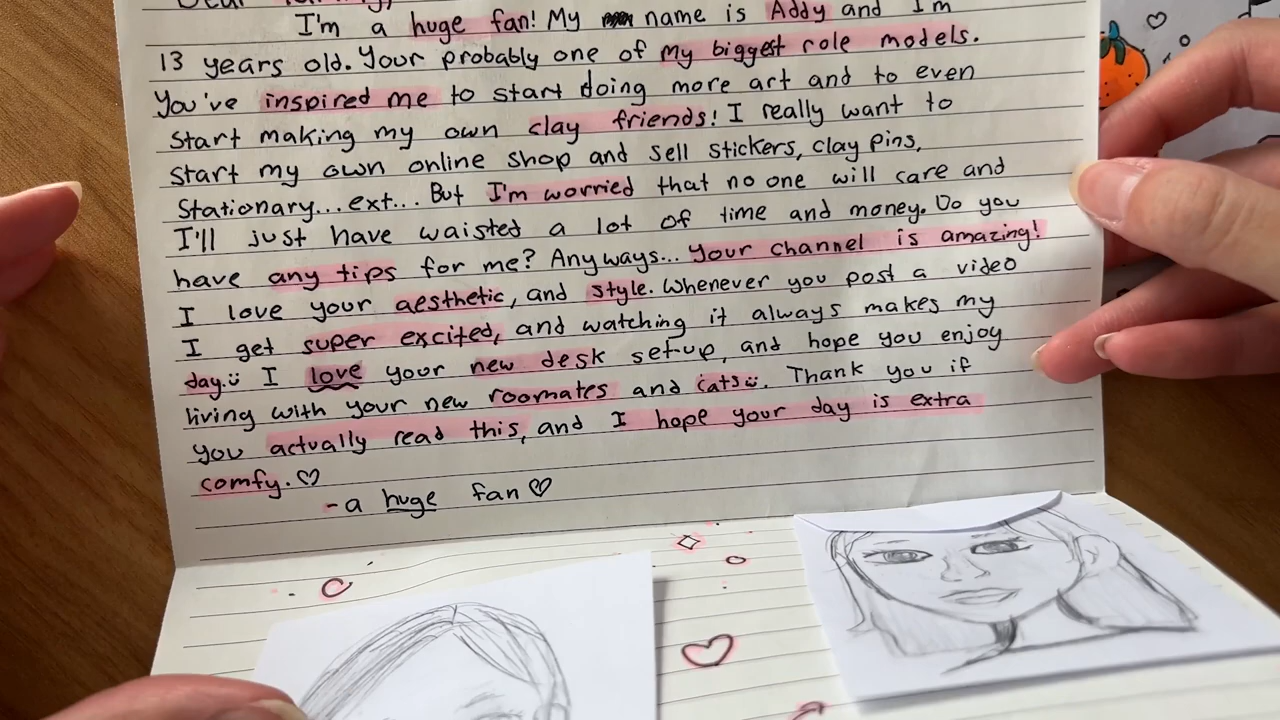 Dear
I'm a huge fan! My name is Addy and I'm
13 years old. Your probably one of my biggest role models.
You've inspired me to start doing more art and to even
start making my own clay friends! I really want to
start my own online shop and sell stickers, clay pins,
Stationary...ext... But I'm worried that no one will care and
I'll just have waisted a lot of time and money. Do you
have any tips for me? Anyways... Your channel is amazing!
I love your aesthetic, and style. Whenever you post a video
I get super excited, and watching it always makes my
day.ü I love your new desk set-up, and hope you enjoy
living with your new roomates and cats ü. Thank you if
you actually read this, and I hope your day is extra
comfy.♡
-a huge fan♡